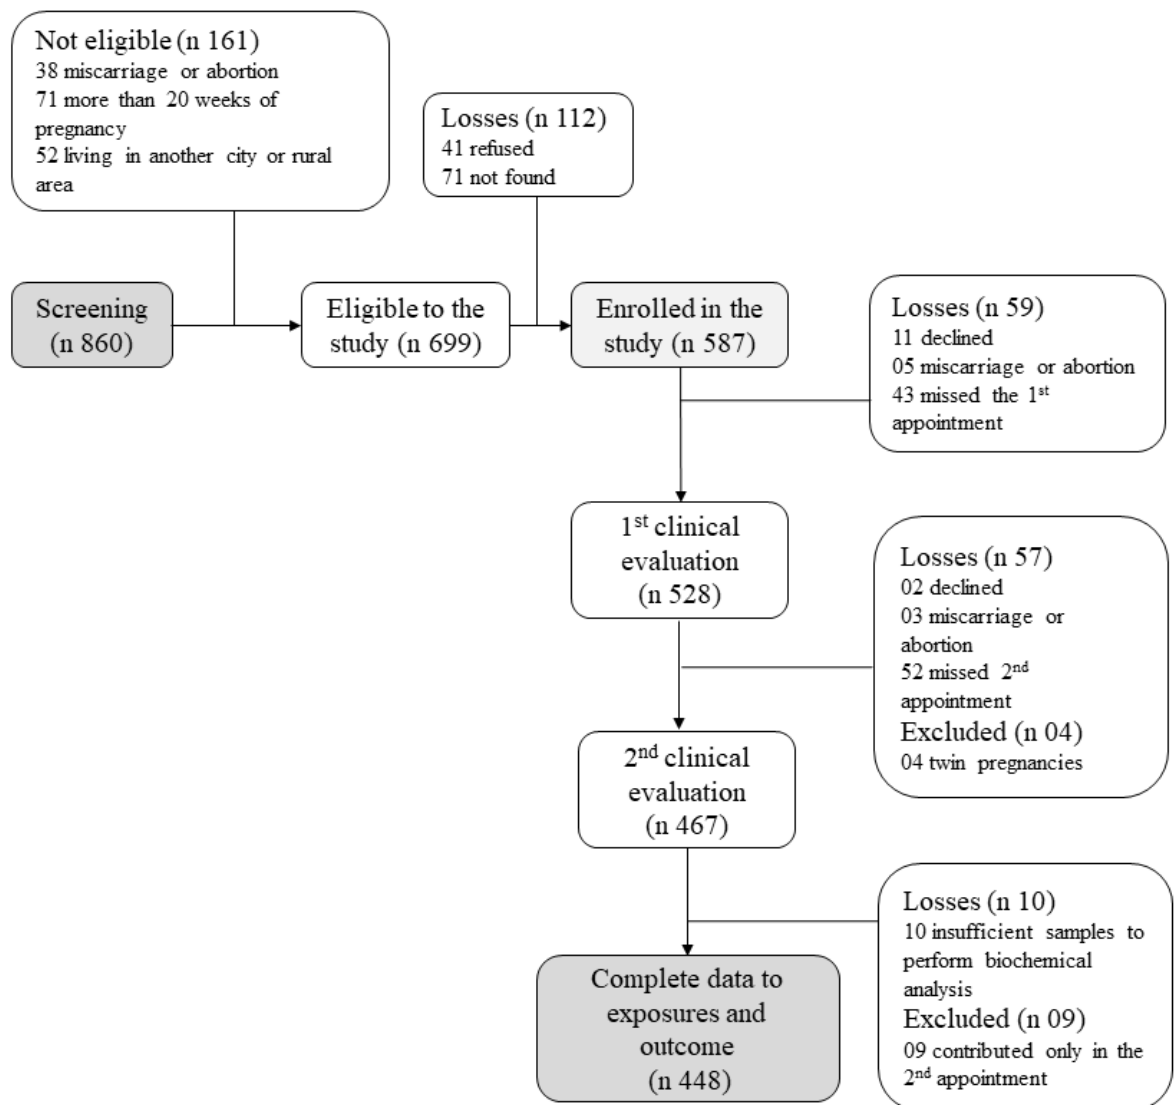 Not eligible (n 161)
38 miscarriage or abortion
71 more than 20 weeks of
pregnancy
52 living in another city or rural
area
Losses (n 112)
41 refused
71 not found
Screening
(n 860)
Eligible to the
study (n 699)
Enrolled in the
study (n 587)
Losses (n 59)
11 declined
05 miscarriage or abortion
43 missed the 1st
appointment
1st clinical
evaluation
(n 528)
Losses (n 57)
02 declined
03 miscarriage or
abortion
52 missed 2nd
appointment
Excluded (n 04)
04 twin pregnancies
2nd clinical
evaluation
(n 467)
Losses (n 10)
10 insufficient samples to
perform biochemical
analysis
Excluded (n 09)
09 contributed only in the
2nd appointment
Complete data to
exposures and
outcome
(n 448)